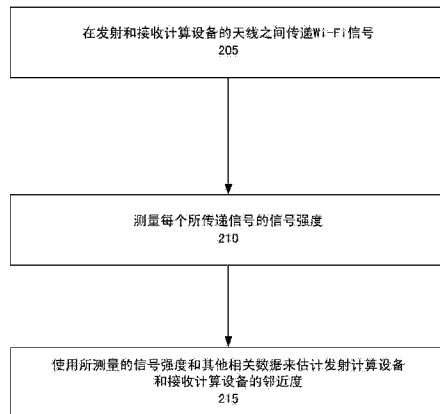 在发射和接收计算设备的天线之间传递Wi-Fi信号
205
测量每个所传递信号的信号强度
210
使用所测量的信号强度和其他相关数据来估计发射计算设备
和接收计算设备的邻近度
215